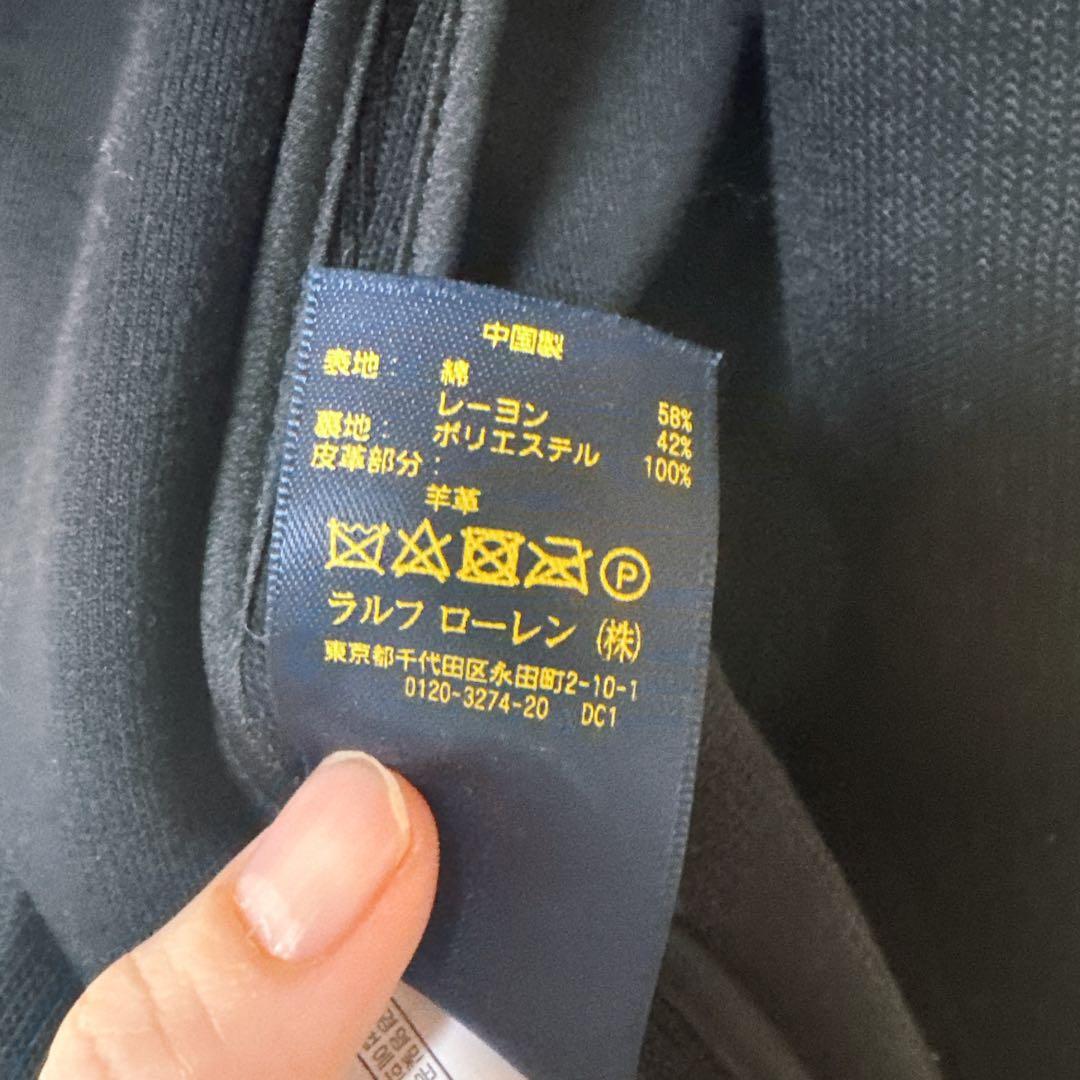 中国製
表地： 綿 58%
レーヨン 42%
裏地： ポリエステル 100%
皮革部分：
羊革
P
ラルフ ローレン (株)
東京都千代田区永田町2-10-1
0120-3274-20 DC1